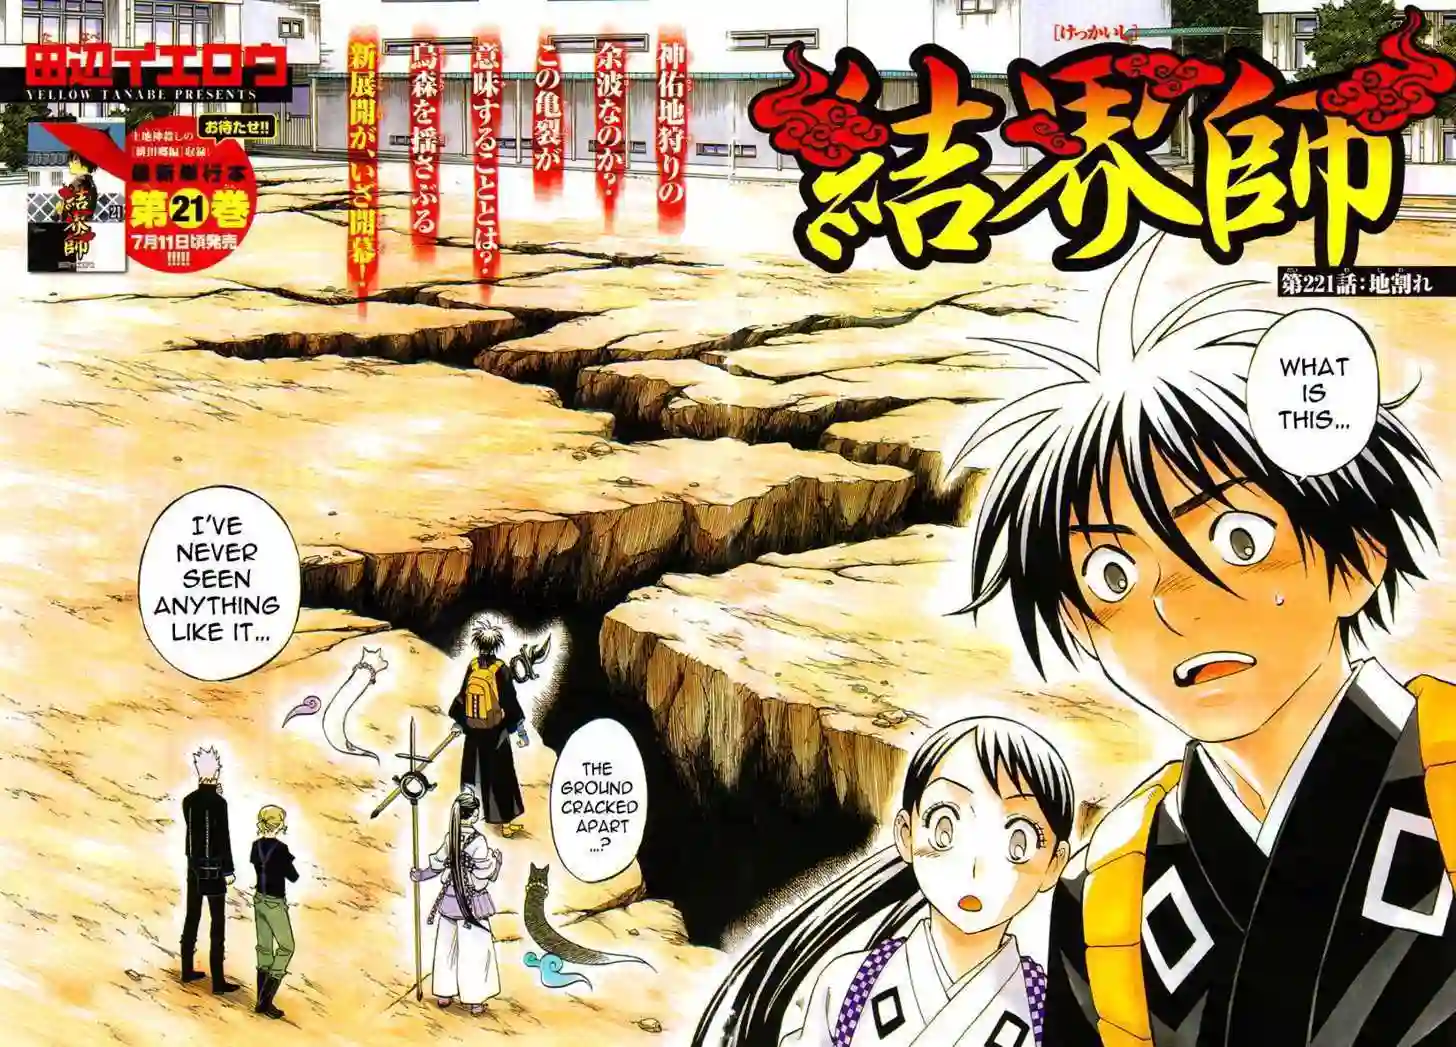 [けっかいし]
結界師
第221話:地割れ
田辺イエロウ
YELLOW TANABE PRESENTS
お待たせ!!
最新単行本
第21巻
7月11日頃発売
!!!!!
結界師
21
神佑地狩りの
余波なのか?
この亀裂が
意味することとは?
烏森を揺さぶる
新展開が、いざ開幕!
WHAT
IS
THIS...
I'VE
NEVER
SEEN
ANYTHING
LIKE IT...
THE
GROUND
CRACKED
APART
...?